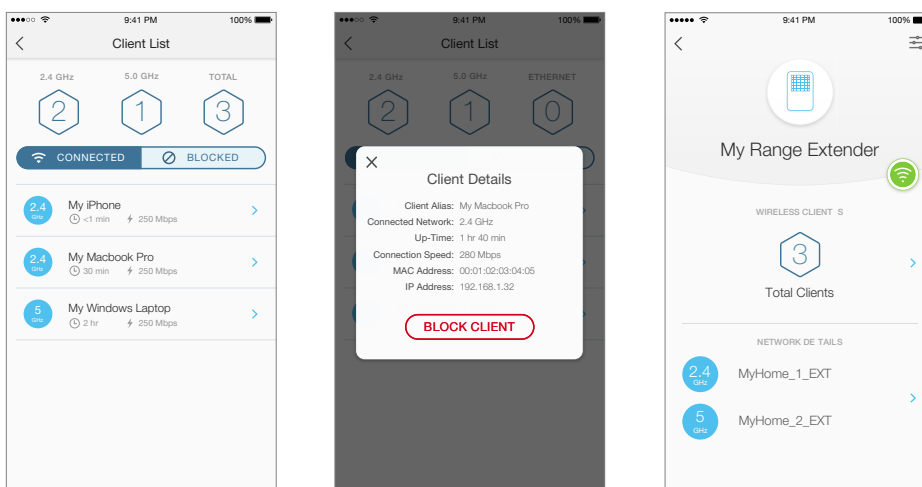 9:41 PM 100%
Client List
2.4 GHz 5.0 GHz TOTAL
2 1 3
CONNECTED BLOCKED
2.4 GHz
My iPhone
<1 min 250 Mbps
2.4 GHz
My Macbook Pro
30 min 250 Mbps
5 GHz
My Windows Laptop
2 hr 250 Mbps
9:41 PM 100%
Client List
2.4 GHz 5.0 GHz ETHERNET
2 1 0
Client Details
Client Alias: My Macbook Pro
Connected Network: 2.4 GHz
Up-Time: 1 hr 40 min
Connection Speed: 280 Mbps
MAC Address: 00:01:02:03:04:05
IP Address: 192.168.1.32
BLOCK CLIENT
9:41 PM 100%
My Range Extender
WIRELESS CLIENT S
3
Total Clients
NETWORK DE TAILS
2.4 GHz
MyHome_1_EXT
5 GHz
MyHome_2_EXT